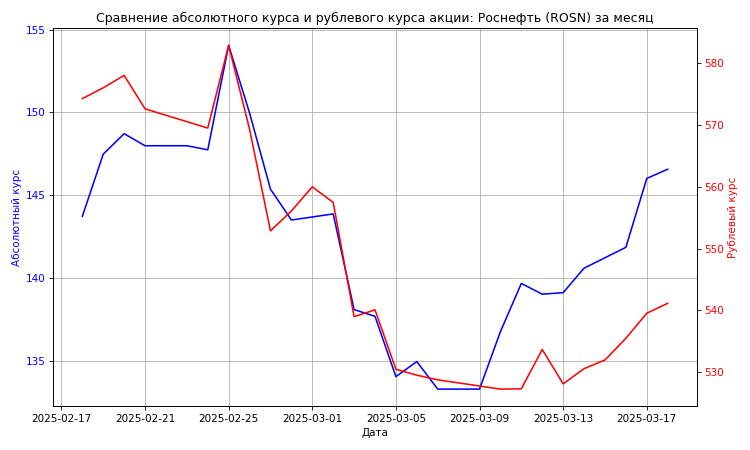 Сравнение абсолютного курса и рублевого курса акции: Роснефть (ROSN) за месяц
155
150
145
140
135
Абсолютный курс
580
570
560
550
540
530
Рублевый курс
2025-02-17 2025-02-21 2025-02-25 2025-03-01 2025-03-05 2025-03-09 2025-03-13 2025-03-17
Дата